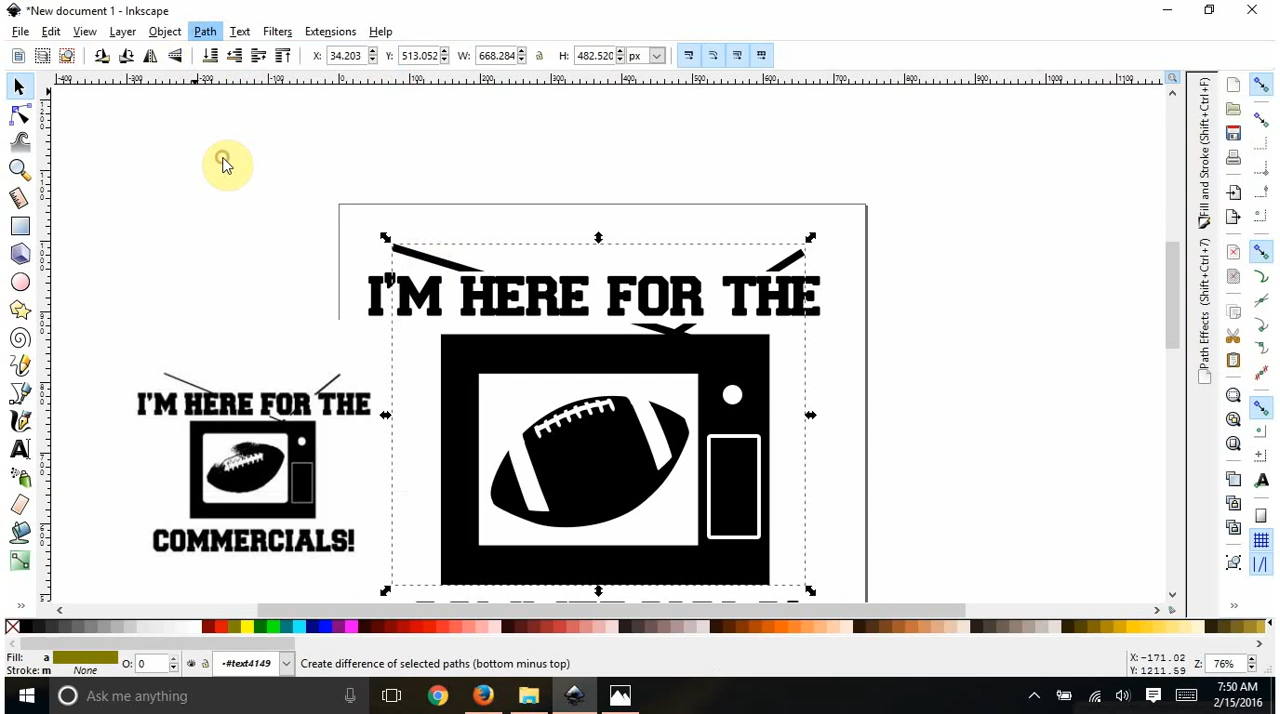 *New document 1 - Inkscape
File Edit View Layer Object Path Text Filters Extensions Help
X: 34.203 Y: 513.052 W: 668.284 H: 482.520 px
Fill and Stroke (Shift+Ctrl+F)
Path Effects (Shift+Ctrl+7)
I'M HERE FOR THE
I'M HERE FOR THE
COMMERCIALS!
Fill: a
Stroke: m None
O: 0
-#text4149
Create difference of selected paths (bottom minus top)
X: -171.02
Y: 1211.59
Z: 76%
Ask me anything
7:50 AM
2/15/2016